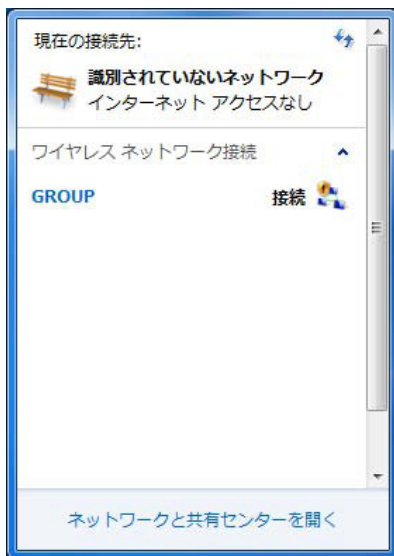 現在の接続先:
識別されていないネットワーク
インターネット アクセスなし
ワイヤレス ネットワーク接続
GROUP 接続
ネットワークと共有センターを開く